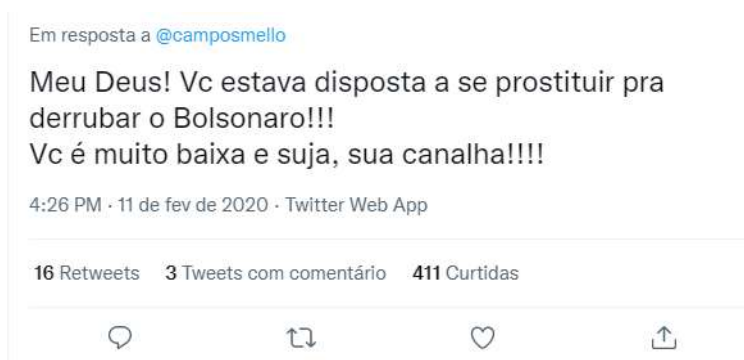 Em resposta a @camposmello
Meu Deus! Vc estava disposta a se prostituir pra
derrubar o Bolsonaro!!!
Vc é muito baixa e suja, sua canalha!!!!
4:26 PM · 11 de fev de 2020 · Twitter Web App
16 Retweets 3 Tweets com comentário 411 Curtidas